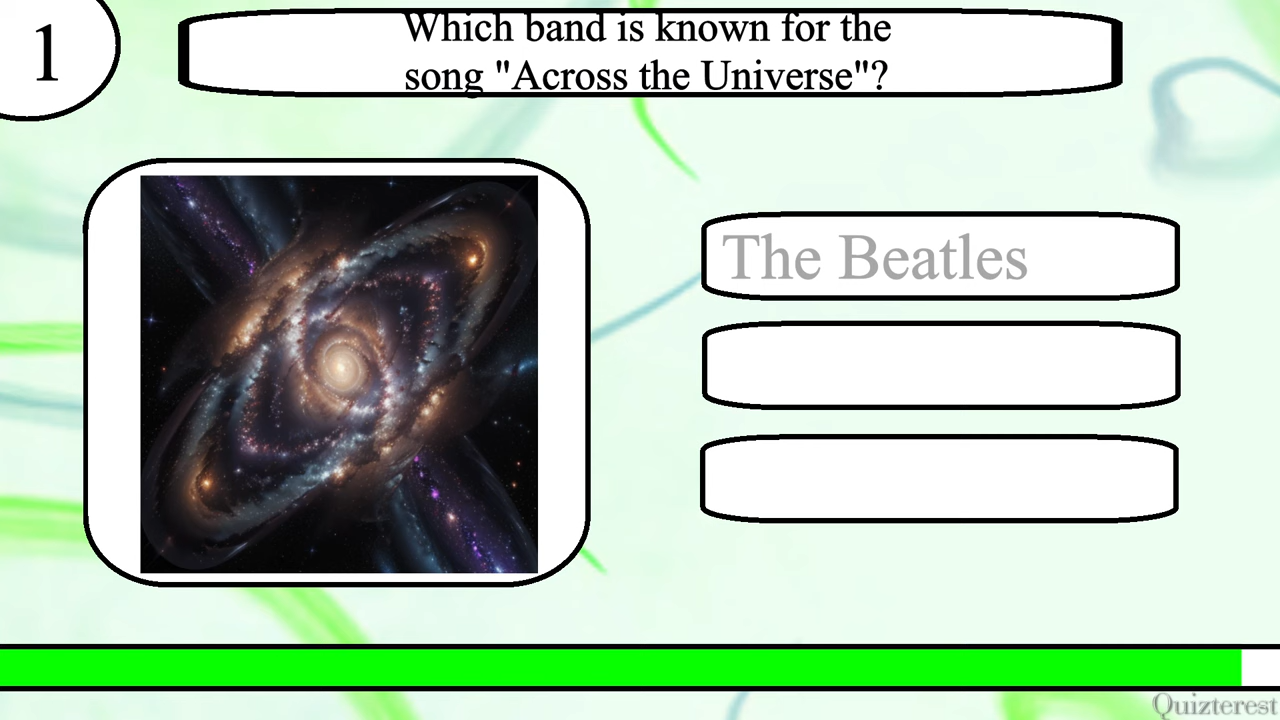 1
Which band is known for the
song "Across the Universe"?
The Beatles
Quizterest